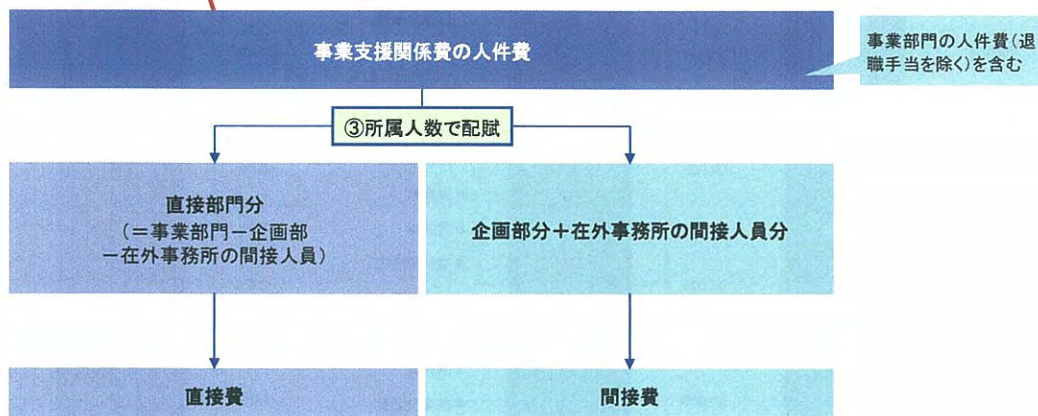 事業支援関係費の人件費
事業部門の人件費(退
職手当を除く)を含む
③所属人数で配賦
直接部門分
(＝事業部門－企画部
－在外事務所の間接人員)
企画部分＋在外事務所の間接人員分
直接費
間接費